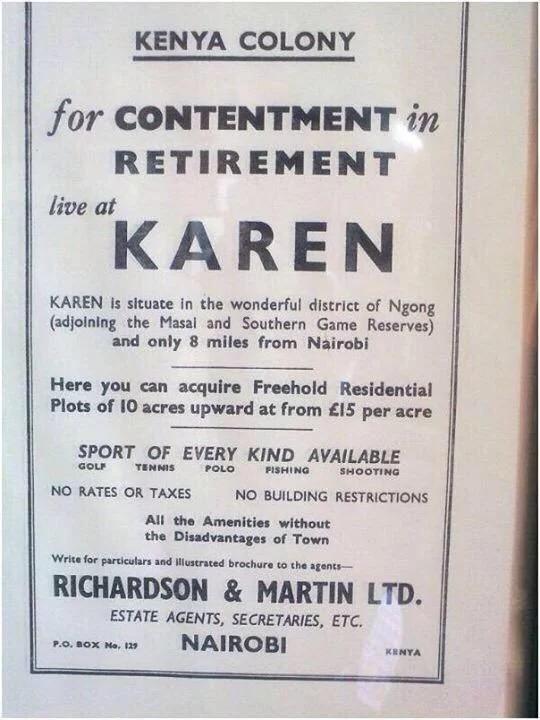 KENYA COLONY
for CONTENTMENT in
RETIREMENT
live at
KAREN
KAREN is situate in the wonderful district of Ngong
(adjoining the Masai and Southern Game Reserves)
and only 8 miles from Nairobi
Here you can acquire Freehold Residential
Plots of 10 acres upward at from £15 per acre
SPORT OF EVERY KIND AVAILABLE
GOLF TENNIS POLO FISHING SHOOTING
NO RATES OR TAXES NO BUILDING RESTRICTIONS
All the Amenities without
the Disadvantages of Town
Write for particulars and illustrated brochure to the agents—
RICHARDSON & MARTIN LTD.
ESTATE AGENTS, SECRETARIES, ETC.
P.O. BOX No. 129 NAIROBI KENYA